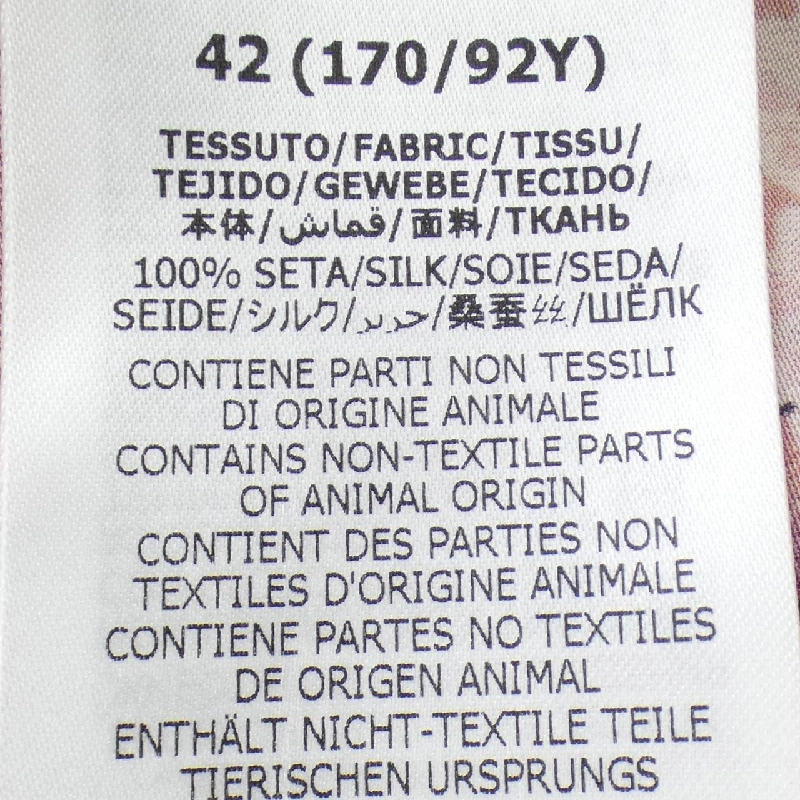 42 (170/92Y)
TESSUTO/FABRIC/TISSU/
TEJIDO/GEWEBE/TECIDO/
本体/قماش/面料/ТКАНЬ
100% SETA/SILK/SOIE/SEDA/
SEIDE/シルク/حرير/桑蚕丝/ШЁЛК
CONTIENE PARTI NON TESSILI
DI ORIGINE ANIMALE
CONTAINS NON-TEXTILE PARTS
OF ANIMAL ORIGIN
CONTIENT DES PARTIES NON
TEXTILES D'ORIGINE ANIMALE
CONTIENE PARTES NO TEXTILES
DE ORIGEN ANIMAL
ENTHÄLT NICHT-TEXTILE TEILE
TIERISCHEN URSPRUNGS